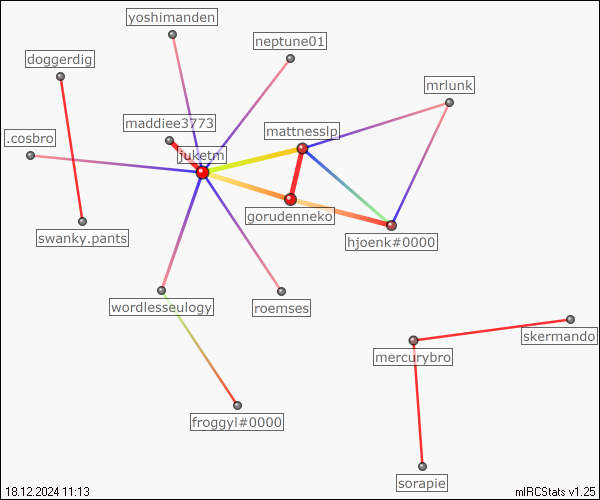 yoshimanden
neptune01
doggerdig
mrlunk
maddiee3773
mattnesslp
.cosbro
juketm
gorudenneko
swanky.pants
hjoenk#0000
wordlesseulogy
roemses
skermando
mercurybro
froggyl#0000
sorapie
18.12.2024 11:13
mIRCStats v1.25